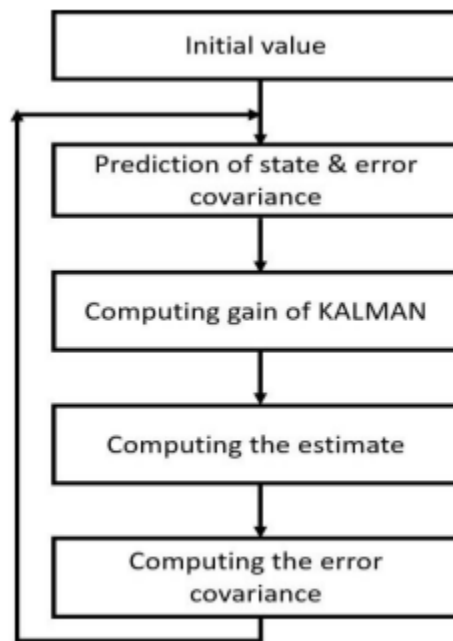 Initial value
Prediction of state & error
covariance
Computing gain of KALMAN
Computing the estimate
Computing the error
covariance